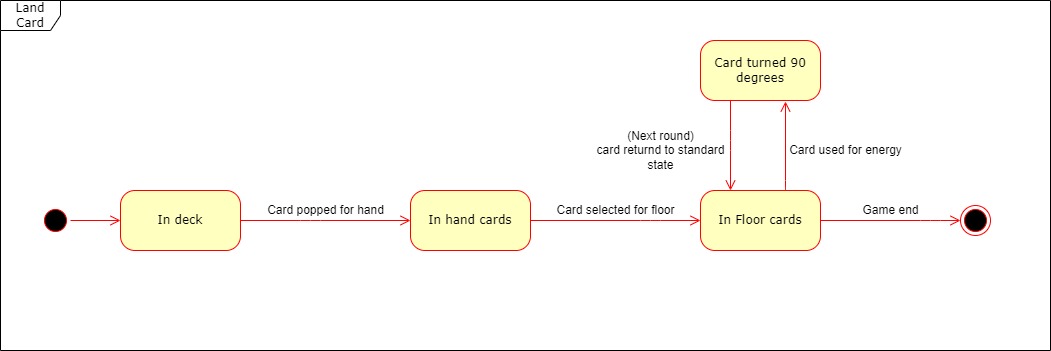 Land
Card
Card turned 90
degrees
(Next round)
card returnd to standard
state
Card used for energy
In deck
Card popped for hand
In hand cards
Card selected for floor
In Floor cards
Game end